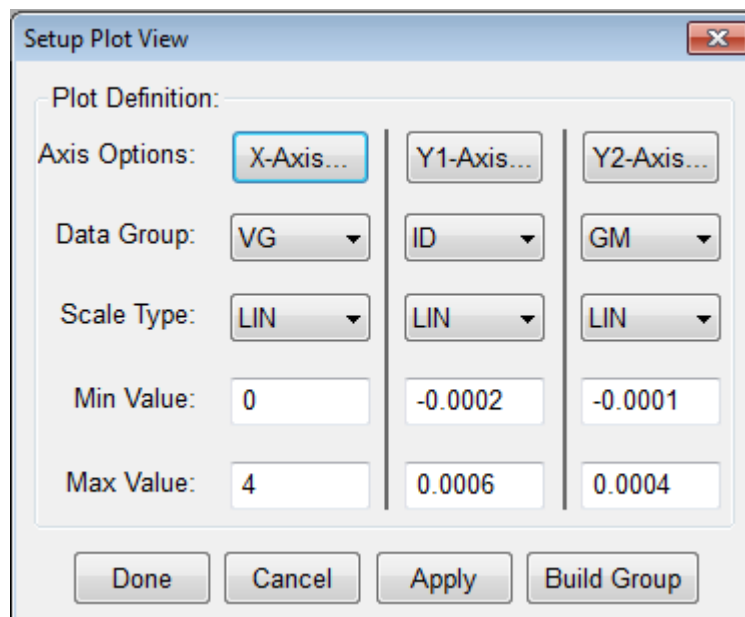 Setup Plot View
Plot Definition:
Axis Options: X-Axis... Y1-Axis... Y2-Axis...
Data Group: VG ID GM
Scale Type: LIN LIN LIN
Min Value: 0 -0.0002 -0.0001
Max Value: 4 0.0006 0.0004
Done Cancel Apply Build Group